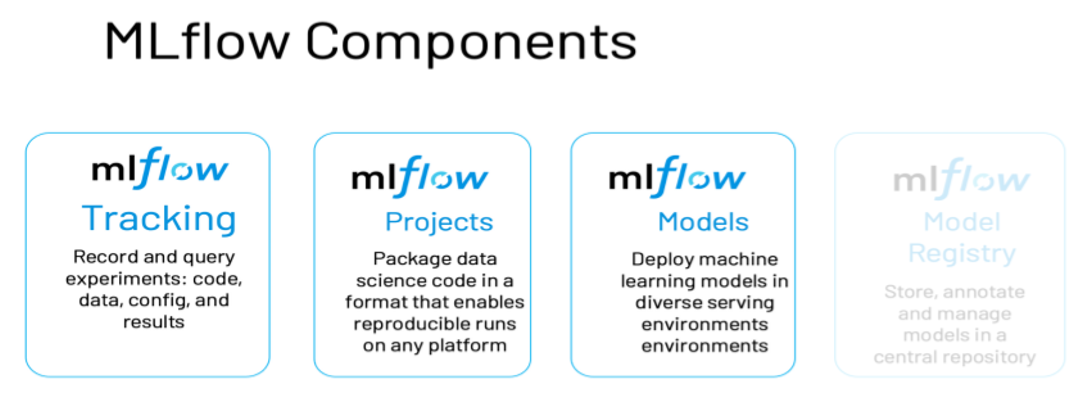 MLflow Components
mlflow
Tracking
Record and query
experiments: code,
data, config, and
results
mlflow
Projects
Package data
science code in a
format that enables
reproducible runs
on any platform
mlflow
Models
Deploy machine
learning models in
diverse serving
environments
environments
mlflow
Model
Registry
Store, annotate
and manage
models in a
central repository